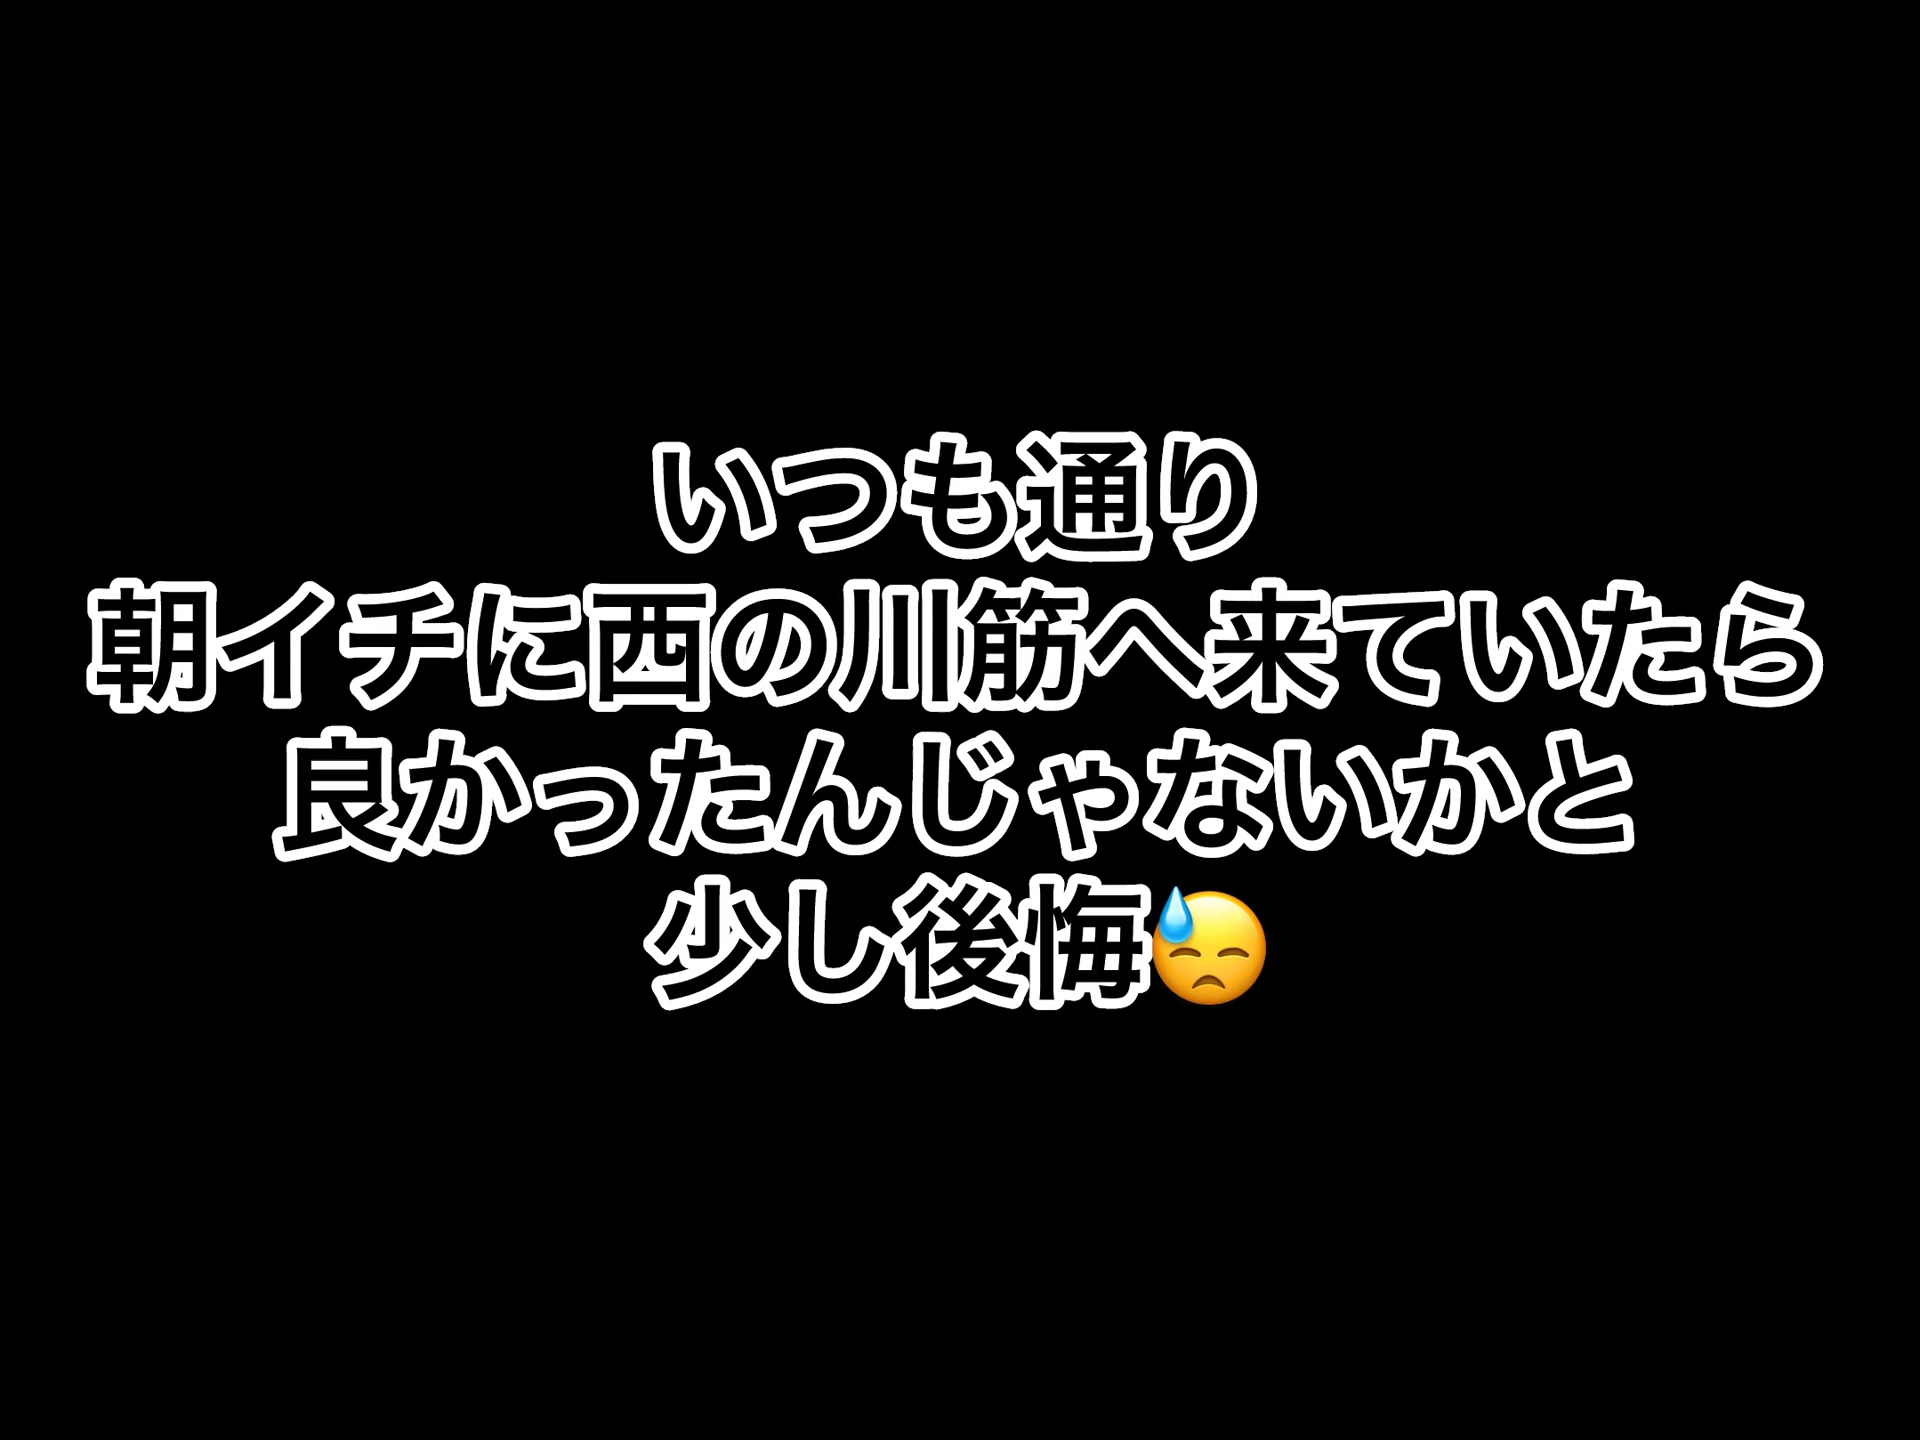 いつも通り
朝イチに西の川筋へ来ていたら
良かったんじゃないかと
少し後悔😓